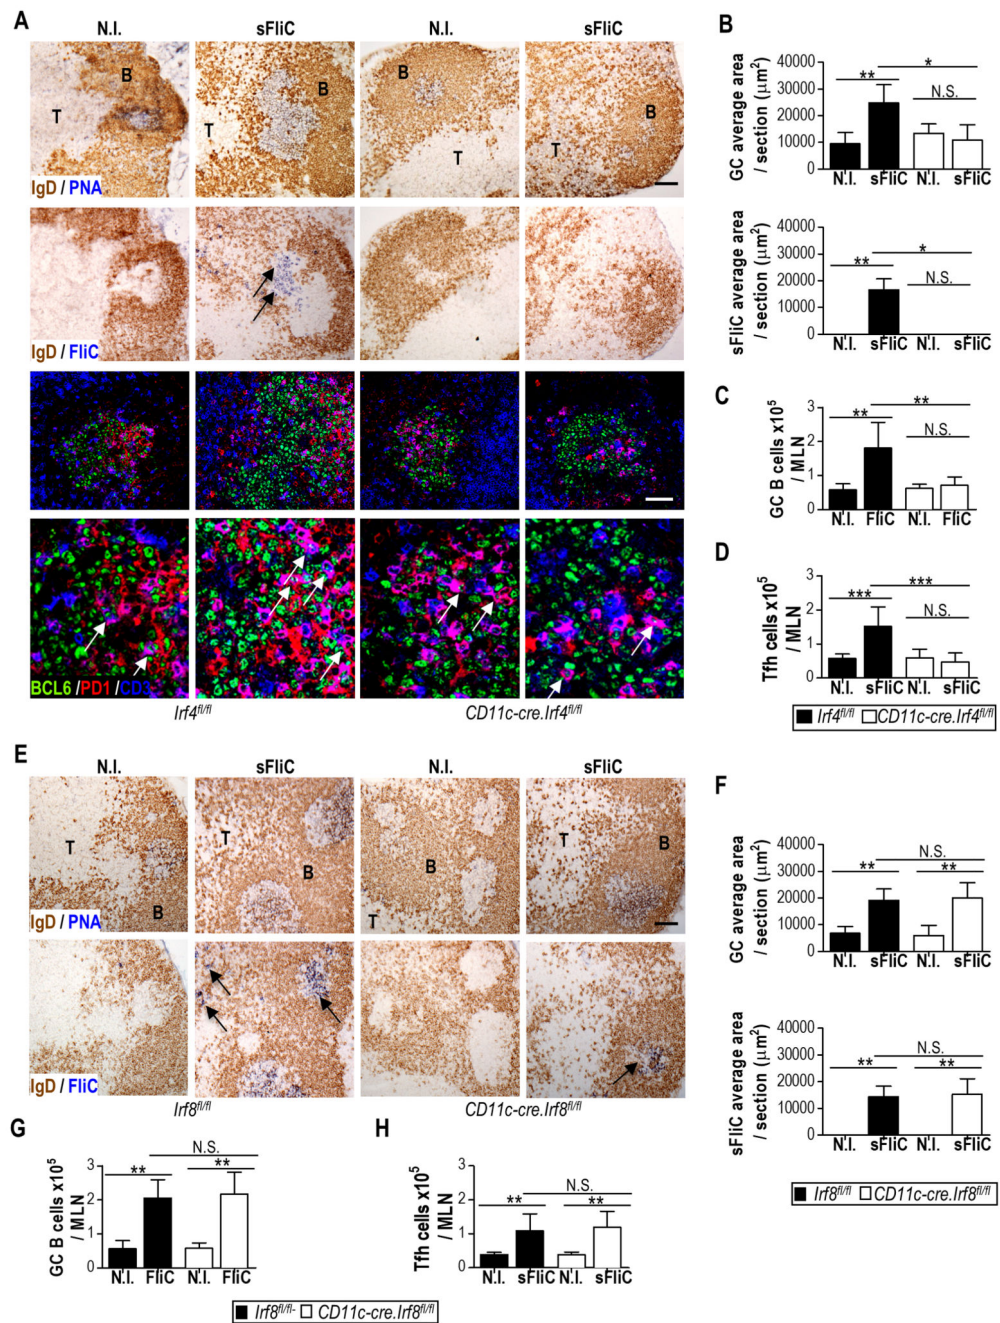 A
N.I.
sFliC
N.I.
sFliC
B
T
B
T
B
T
B
T
IgD / PNA
IgD / FliC
BCL6 /PD1 /CD3
Irf4fl/fl
CD11c-cre.Irf4fl/fl
B
GC average area / section (µm2)
40000
30000
20000
10000
0
**
*
N.S.
N.I.
sFliC
N.I.
sFliC
sFliC average area / section (µm2)
40000
30000
20000
10000
0
**
*
N.S.
N.I.
sFliC
N.I.
sFliC
C
GC B cells x105 / MLN
3
2
1
0
**
**
N.S.
N.I.
FliC
N.I.
FliC
D
Tfh cells x105 / MLN
3
2
1
0
***
***
N.S.
N.I.
sFliC
N.I.
sFliC
Irf4fl/fl
CD11c-cre.Irf4fl/fl
E
N.I.
sFliC
N.I.
sFliC
T
B
T
B
B
T
T
B
IgD / PNA
IgD / FliC
Irf8fl/fl
CD11c-cre.Irf8fl/fl
F
GC average area / section (µm2)
40000
30000
20000
10000
0
N.S.
**
**
N.I.
sFliC
N.I.
sFliC
sFliC average area / section (µm2)
40000
30000
20000
10000
0
N.S.
**
**
N.I.
sFliC
N.I.
sFliC
Irf8fl/fl
CD11c-cre.Irf8fl/fl
G
GC B cells x105 / MLN
3
2
1
0
N.S.
**
**
N.I.
FliC
N.I.
FliC
H
Tfh cells x105 / MLN
3
2
1
0
N.S.
**
**
N.I.
sFliC
N.I.
sFliC
Irf8fl/fl-
CD11c-cre.Irf8fl/fl